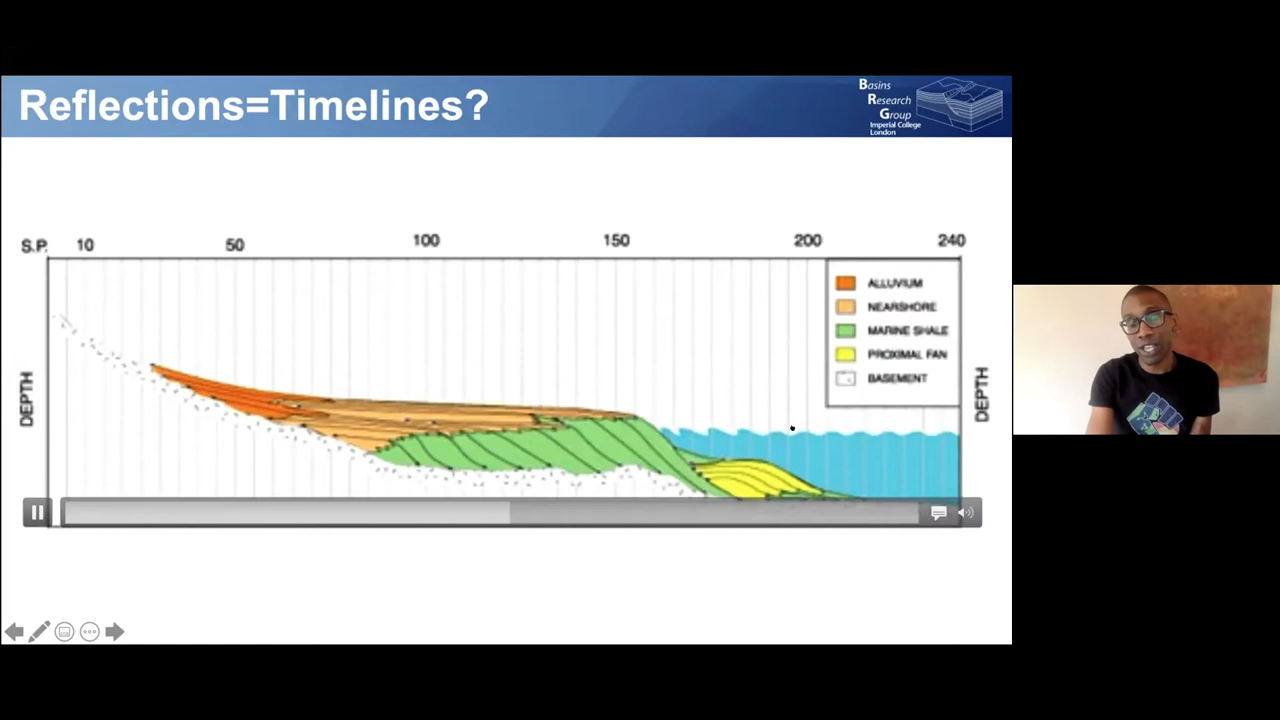 Reflections=Timelines?
Basins
Research
Group
Imperial College
London
S.P. 10 50 100 150 200 240
ALLUVIUM
NEARSHORE
MARINE SHALE
PROXIMAL FAN
BASEMENT
DEPTH
DEPTH